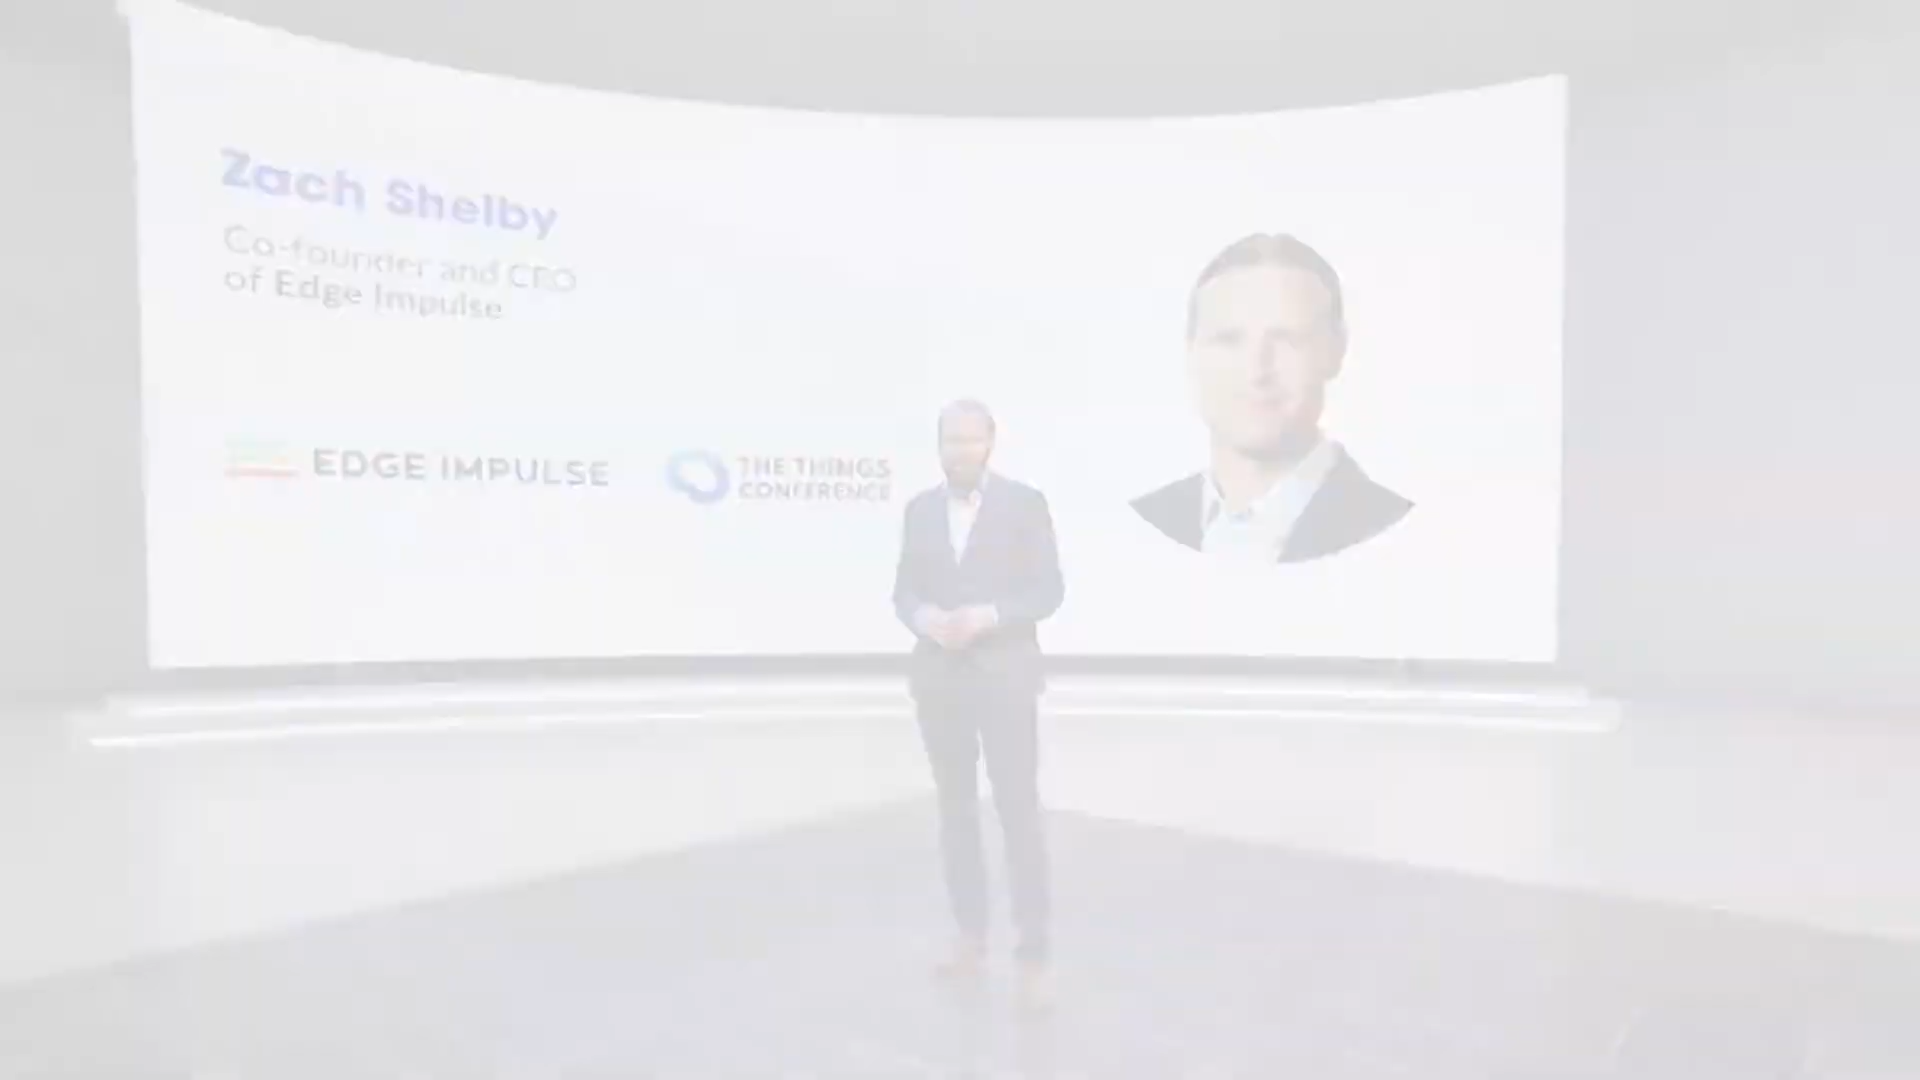 Zach Shelby
Co-founder and CEO
of Edge Impulse
EDGE IMPULSE
THE THINGS
CONFERENCE